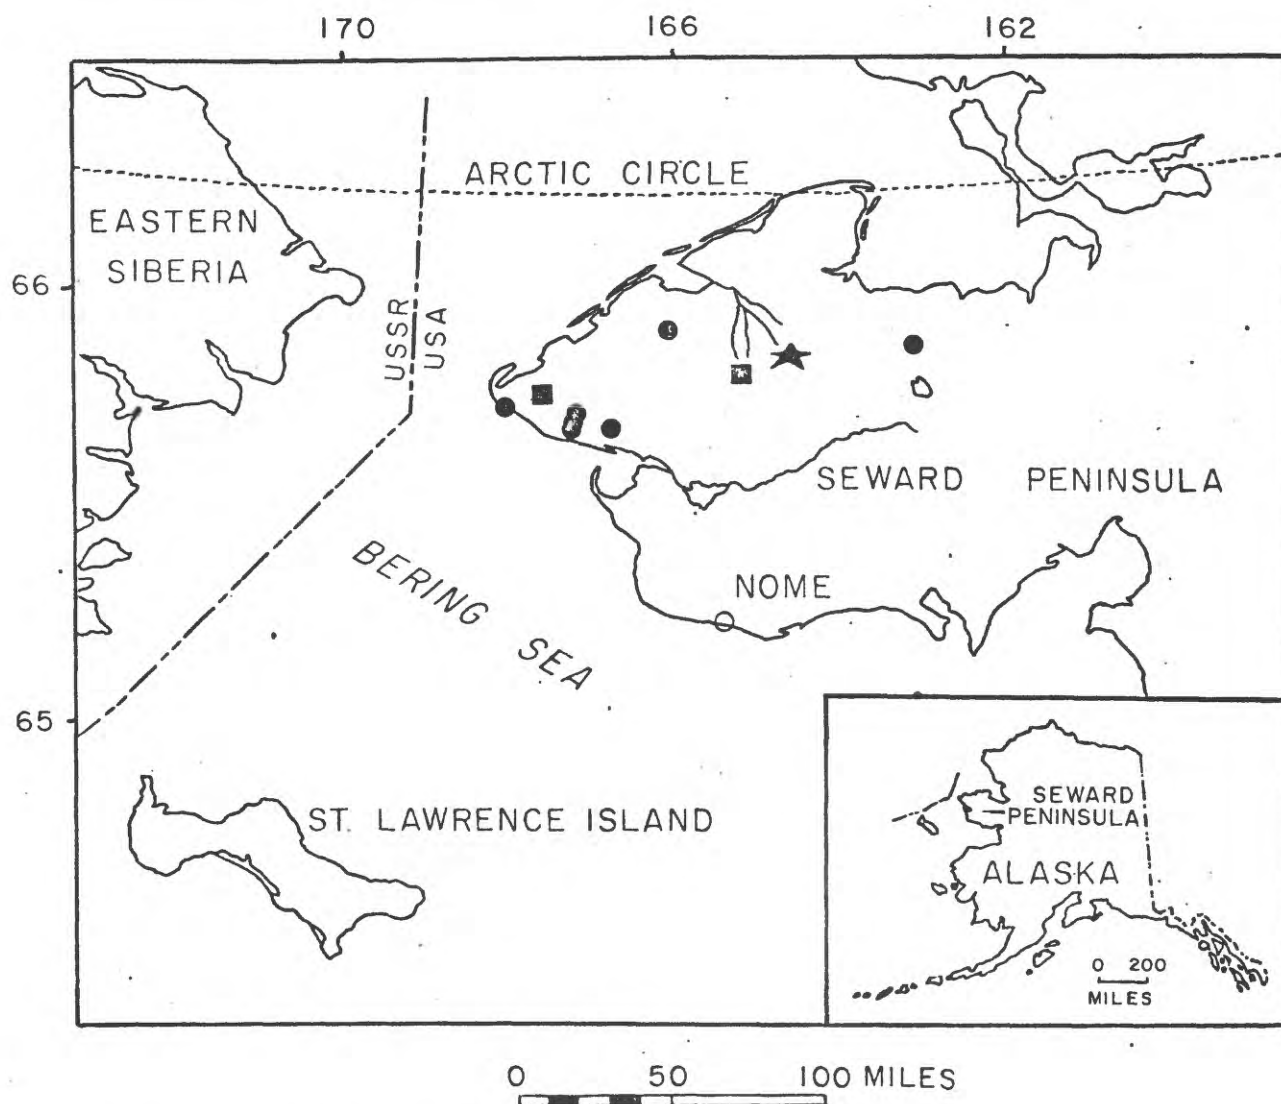 170 166 162
ARCTIC CIRCLE
EASTERN
SIBERIA
66
USSR
USA
SEWARD PENINSULA
BERING SEA
NOME
65
ST. LAWRENCE ISLAND
SEWARD
PENINSULA
ALASKA
0 200
MILES
0 50 100 MILES